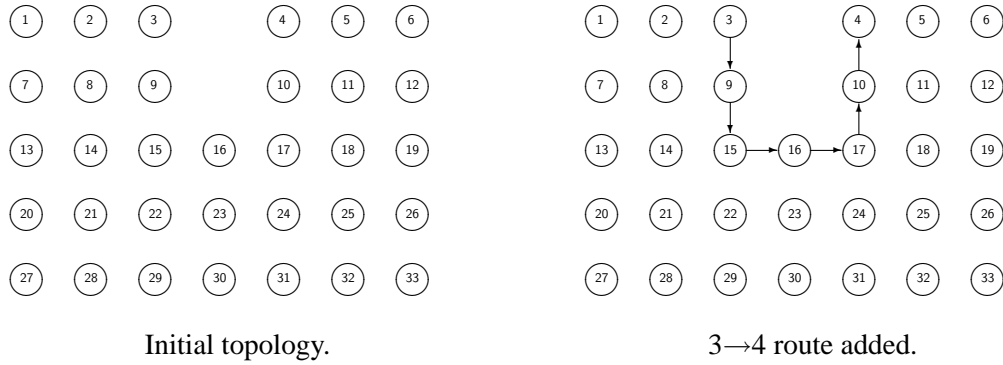 1 2 3 4 5 6 1 2 3 4 5 6
7 8 9 10 11 12 7 8 9 10 11 12
13 14 15 16 17 18 19 13 14 15 16 17 18 19
20 21 22 23 24 25 26 20 21 22 23 24 25 26
27 28 29 30 31 32 33 27 28 29 30 31 32 33
Initial topology. 3→4 route added.